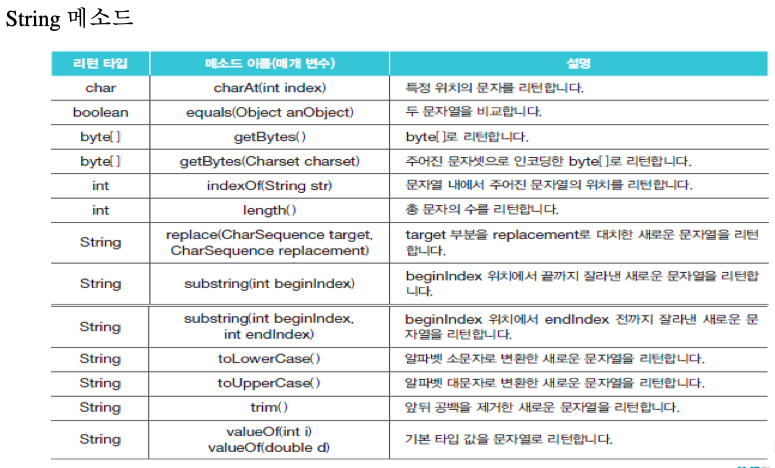 String 메소드
리턴 타입 메소드 이름(매개 변수) 설명
char charAt(int index) 특정 위치의 문자를 리턴합니다.
boolean equals(Object anObject) 두 문자열을 비교합니다.
byte[] getBytes() byte[]로 리턴합니다.
byte[] getBytes(Charset charset) 주어진 문자셋으로 인코딩한 byte[]로 리턴합니다.
int indexOf(String str) 문자열 내에서 주어진 문자열의 위치를 리턴합니다.
int length() 총 문자의 수를 리턴합니다.
String
replace(CharSequence target,
CharSequence replacement)
target 부분을 replacement로 대치한 새로운 문자열을 리턴
합니다.
String
substring(int beginIndex)
beginIndex 위치에서 끝까지 잘라낸 새로운 문자열을 리턴합
니다.
String
substring(int beginIndex,
int endIndex)
beginIndex 위치에서 endIndex 전까지 잘라낸 새로운 문
자열을 리턴합니다.
String toLowerCase() 알파벳 소문자로 변환한 새로운 문자열을 리턴합니다.
String toUpperCase() 알파벳 대문자로 변환한 새로운 문자열을 리턴합니다.
String trim() 앞뒤 공백을 제거한 새로운 문자열을 리턴합니다.
String
valueOf(int i)
valueOf(double d)
기본 타입 값을 문자열로 리턴합니다.